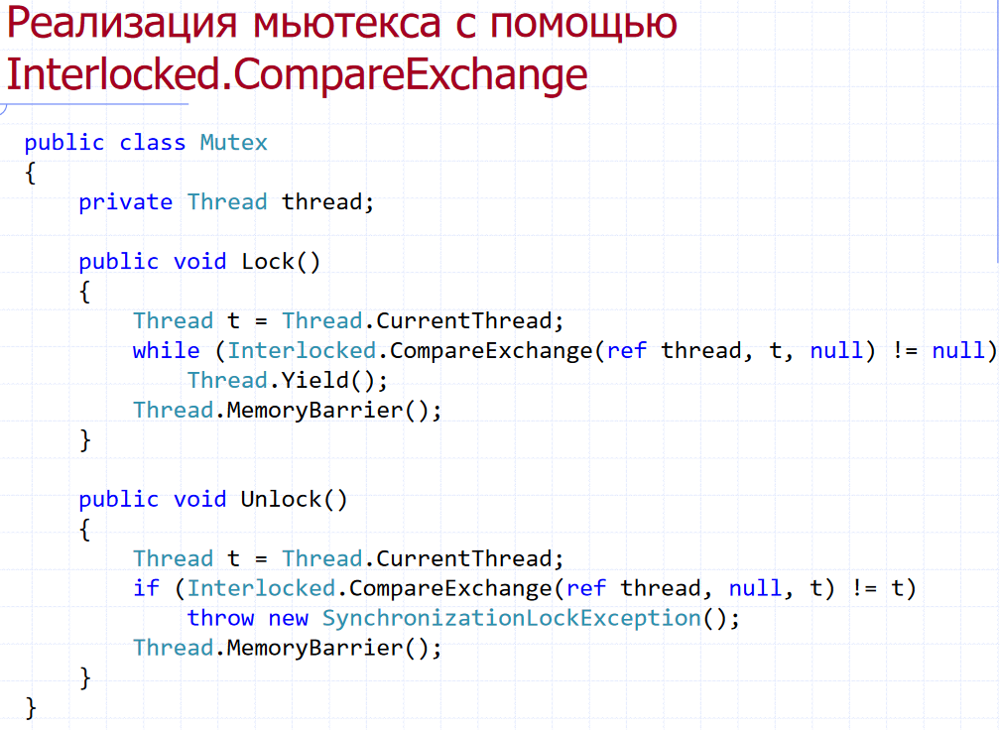 Реализация мьютекса с помощью
Interlocked.CompareExchange
public class Mutex
{
    private Thread thread;
    public void Lock()
    {
        Thread t = Thread.CurrentThread;
        while (Interlocked.CompareExchange(ref thread, t, null) != null)
            Thread.Yield();
        Thread.MemoryBarrier();
    }
    public void Unlock()
    {
        Thread t = Thread.CurrentThread;
        if (Interlocked.CompareExchange(ref thread, null, t) != t)
            throw new SynchronizationLockException();
        Thread.MemoryBarrier();
    }
}